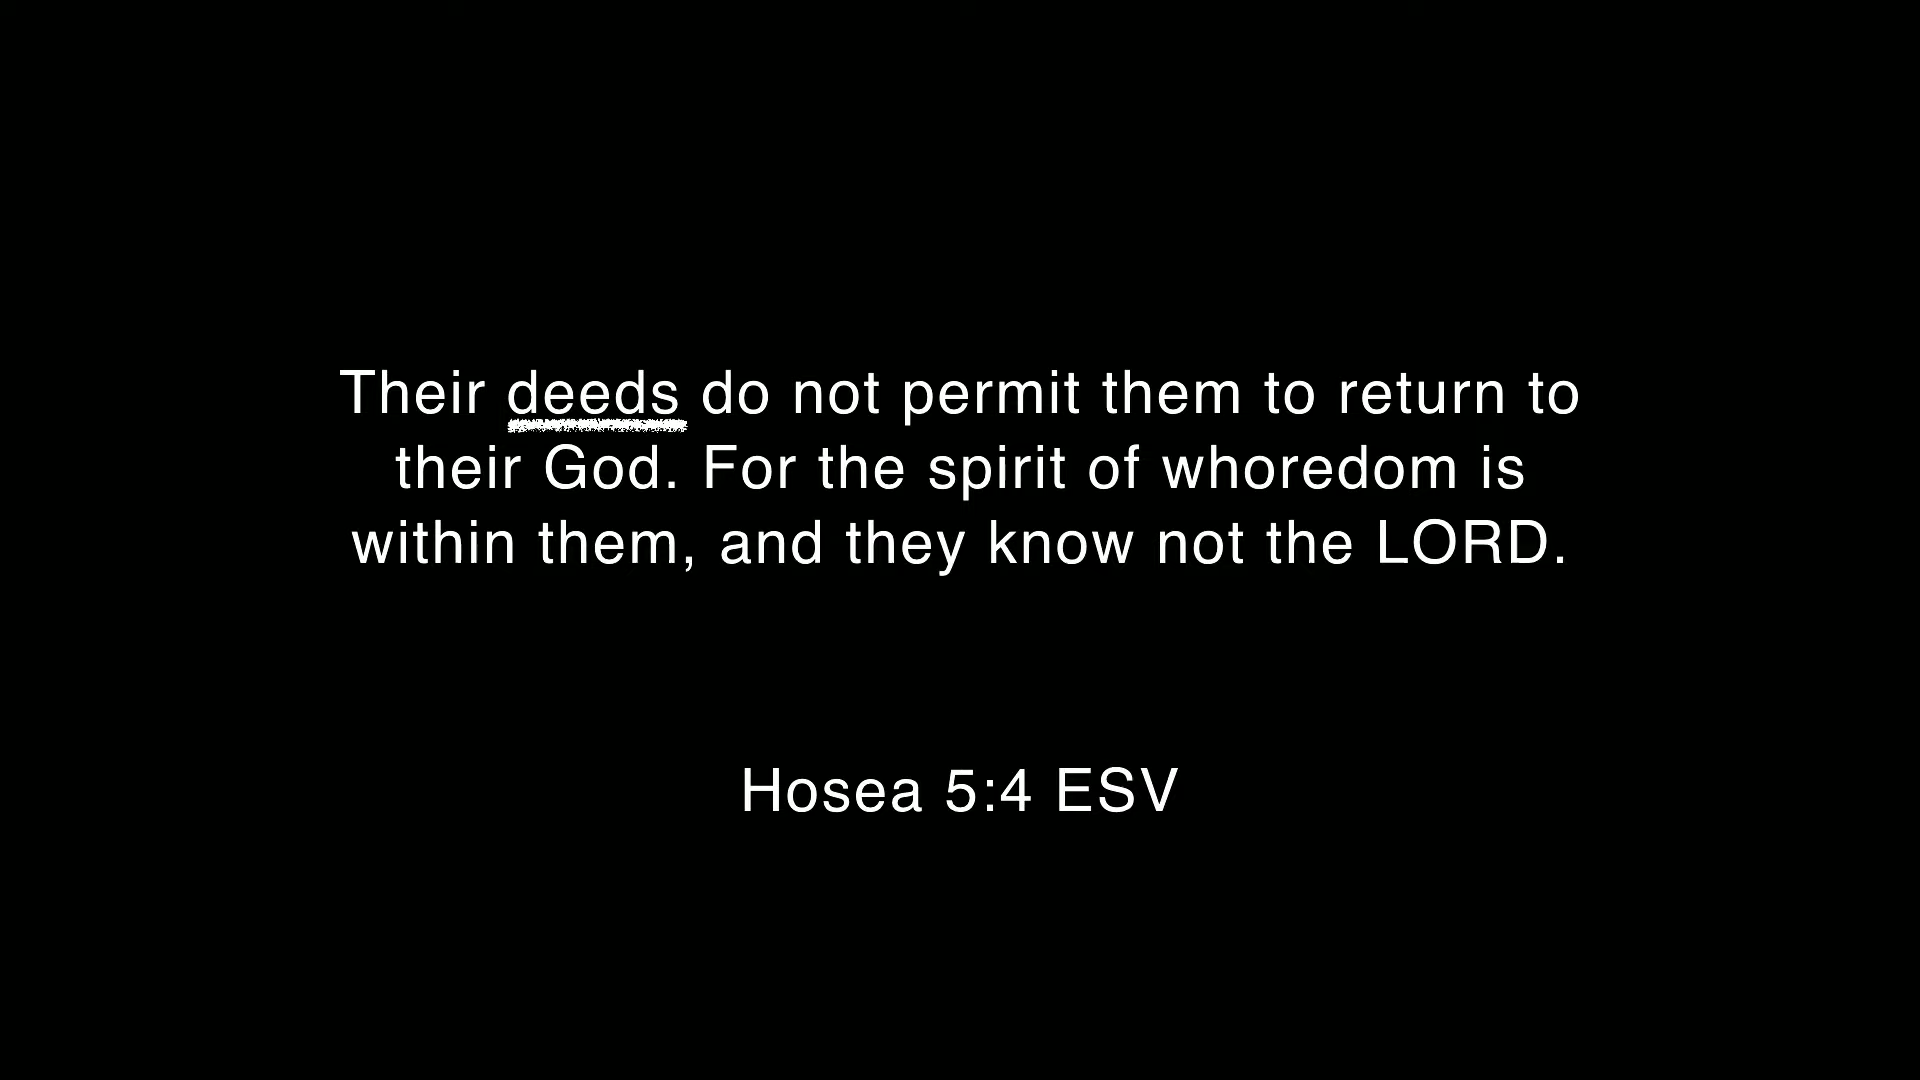 Their deeds do not permit them to return to
their God. For the spirit of whoredom is
within them, and they know not the LORD.
Hosea 5:4 ESV